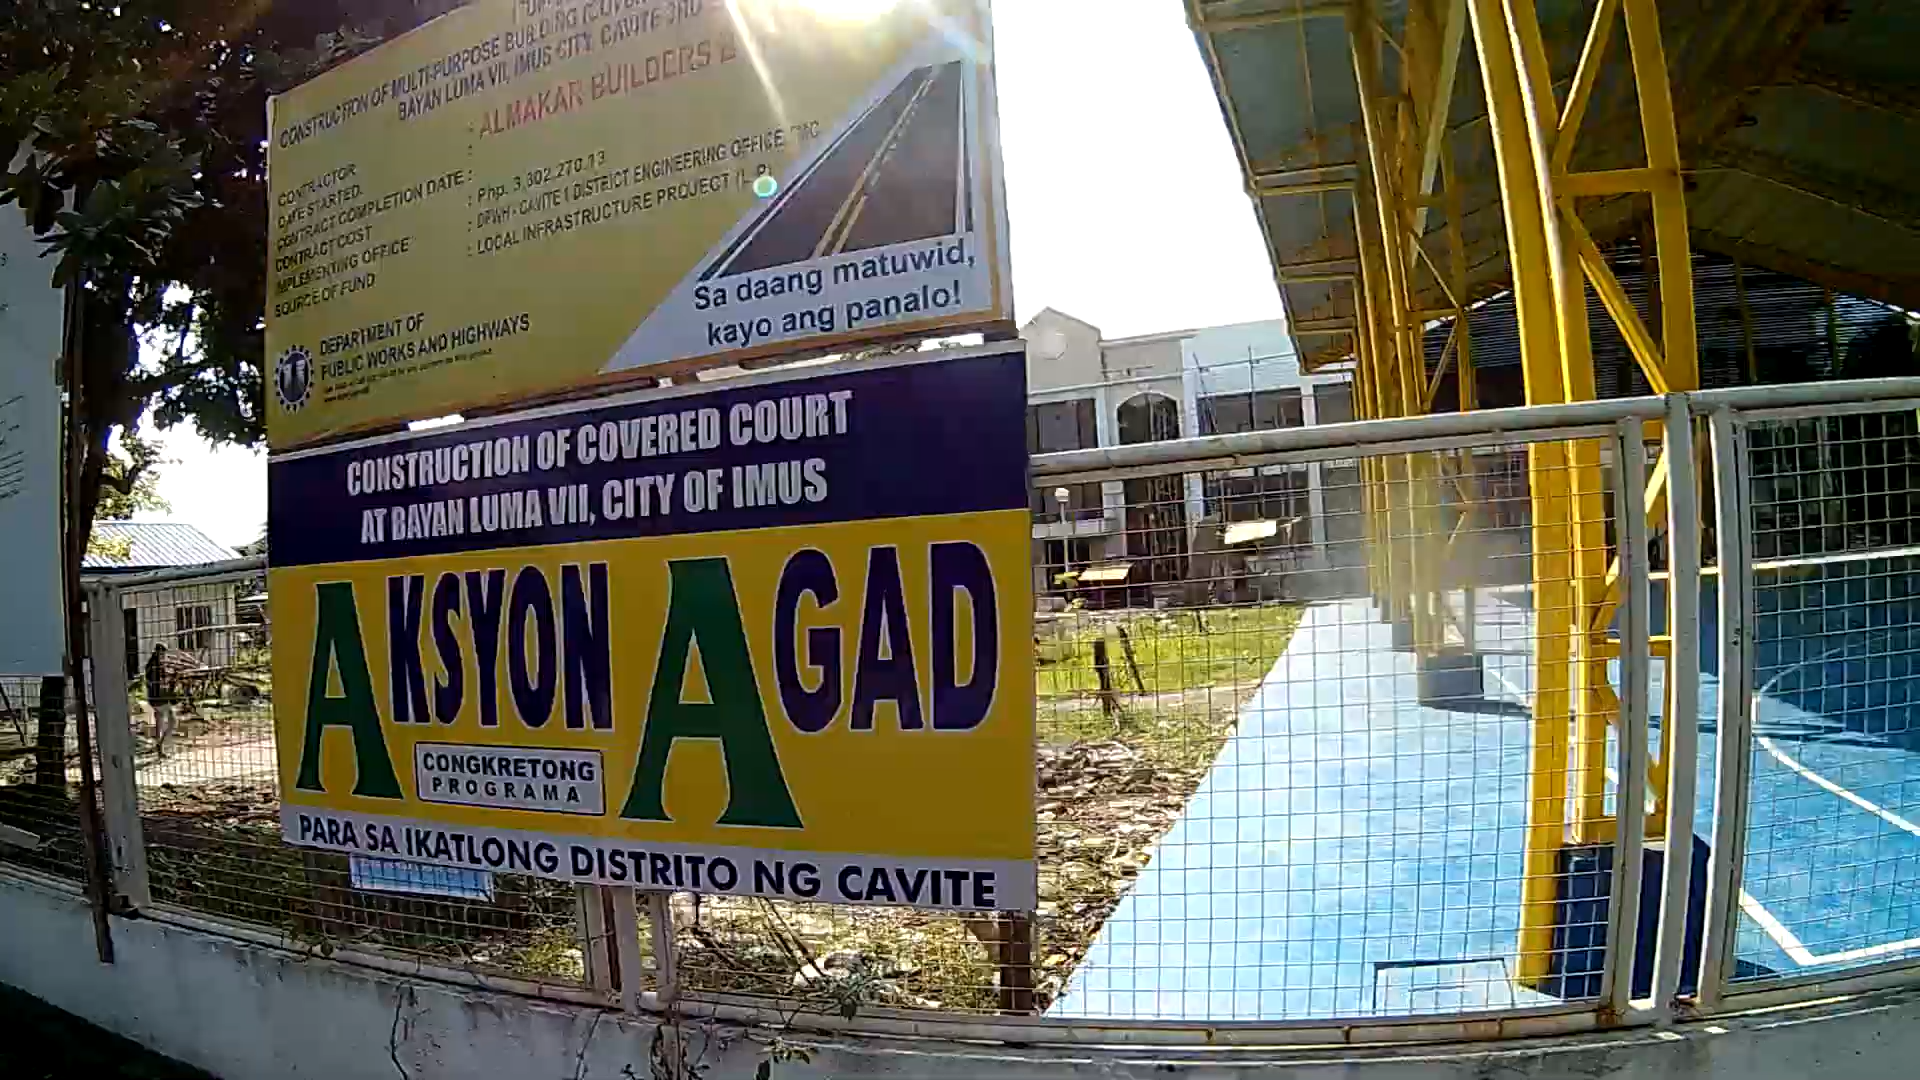 CONSTRUCTION OF MULTI-PURPOSE BUILDING
BAYAN LUMA VII, IMUS CITY, CAVITE
CONTRACTOR : ALMAKAR BUILDERS
DATE STARTED :
CONTRACT COMPLETION DATE :
CONTRACT COST : Php. 3,802,270.13
IMPLEMENTING OFFICE : DPWH - CAVITE I DISTRICT ENGINEERING OFFICE,
SOURCE OF FUND : LOCAL INFRASTRUCTURE PROJECT
Sa daang matuwid,
kayo ang panalo!
DEPARTMENT OF
PUBLIC WORKS AND HIGHWAYS
CONSTRUCTION OF COVERED COURT
AT BAYAN LUMA VII, CITY OF IMUS
AKSYON AGAD
CONGKRETONG
PROGRAMA
PARA SA IKATLONG DISTRITO NG CAVITE